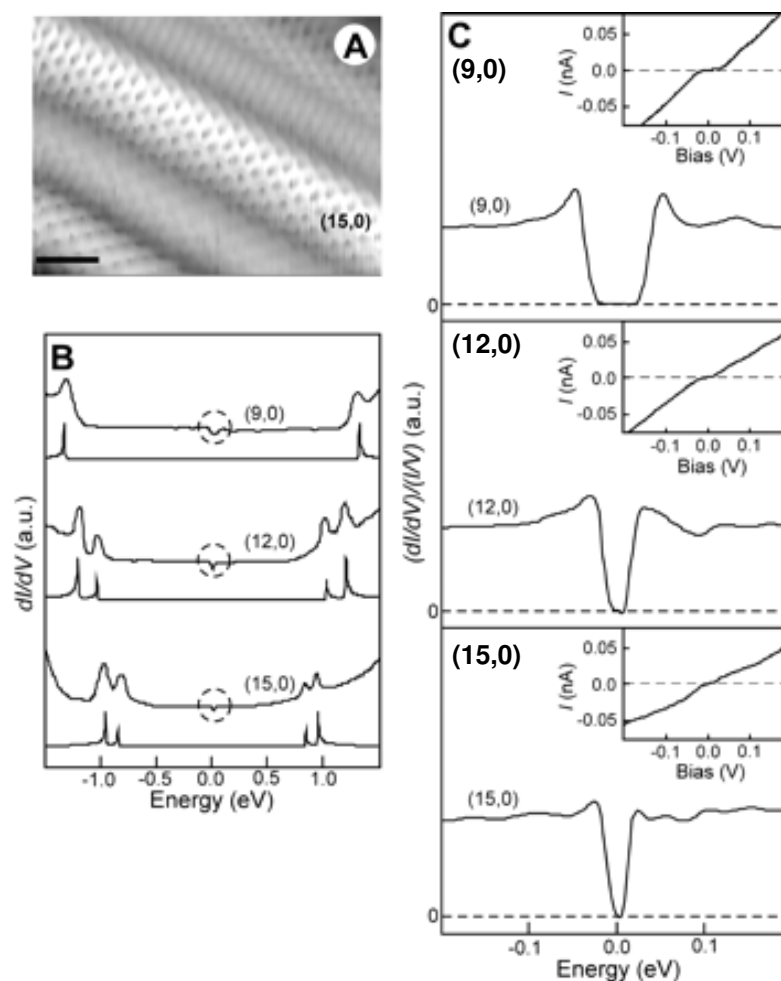 A
(15,0)
B
(9,0)
(12,0)
(15,0)
dI/dV (a.u.)
-1.0 -0.5 0.0 0.5 1.0
Energy (eV)
C
(9,0)
I (nA)
0.05
0.0
-0.05
-0.1 0.0 0.1
Bias (V)
(9,0)
0
(12,0)
I (nA)
0.05
0.0
-0.05
-0.1 0.0 0.1
Bias (V)
(12,0)
0
(15,0)
I (nA)
0.05
0.0
-0.05
-0.1 0.0 0.1
Bias (V)
(15,0)
0
(dI/dV)/(I/V) (a.u.)
-0.1 0.0 0.1
Energy (eV)